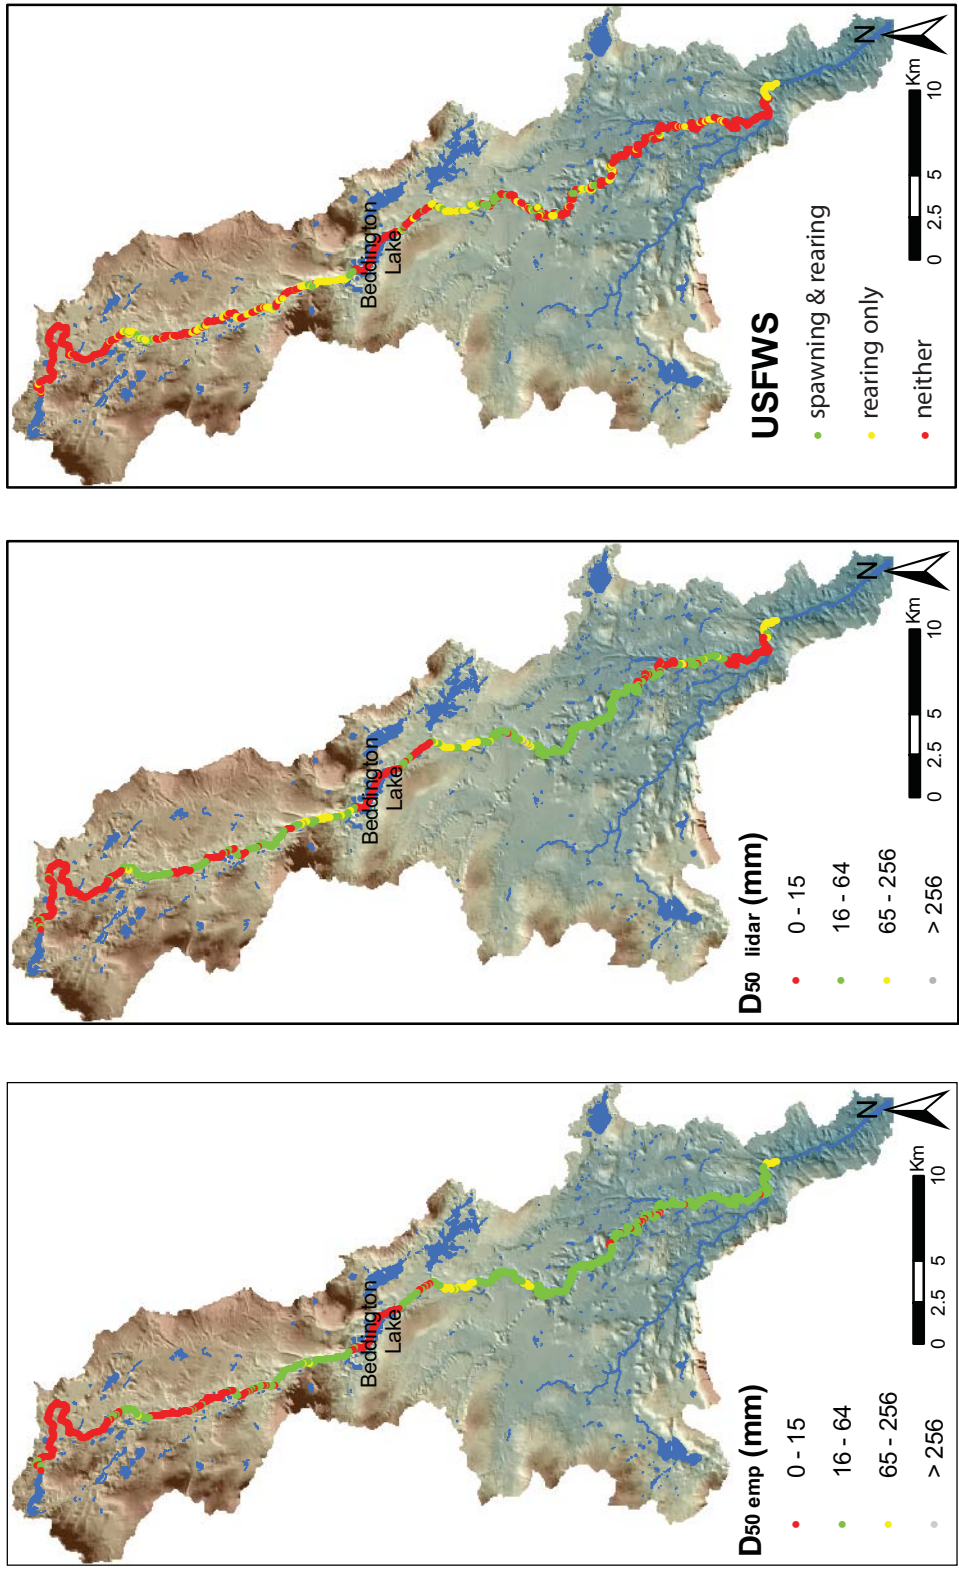 Beddington
Lake
D50 emp (mm)
0 - 15
16 - 64
65 - 256
> 256
0 2.5 5 10
Km
N
Beddington
Lake
D50 lidar (mm)
0 - 15
16 - 64
65 - 256
> 256
0 2.5 5 10
Km
N
Beddington
Lake
USFWS
spawning & rearing
rearing only
neither
0 2.5 5 10
Km
N